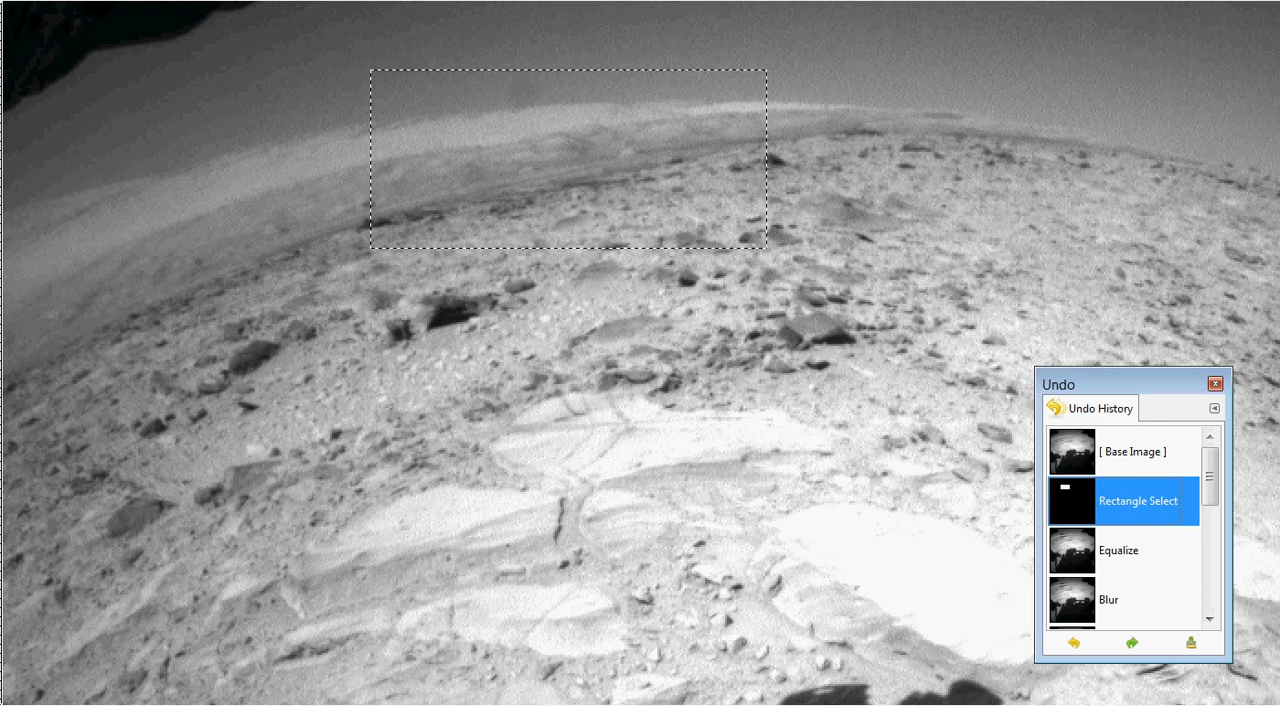 Undo
Undo History
[ Base Image ]
Rectangle Select
Equalize
Blur